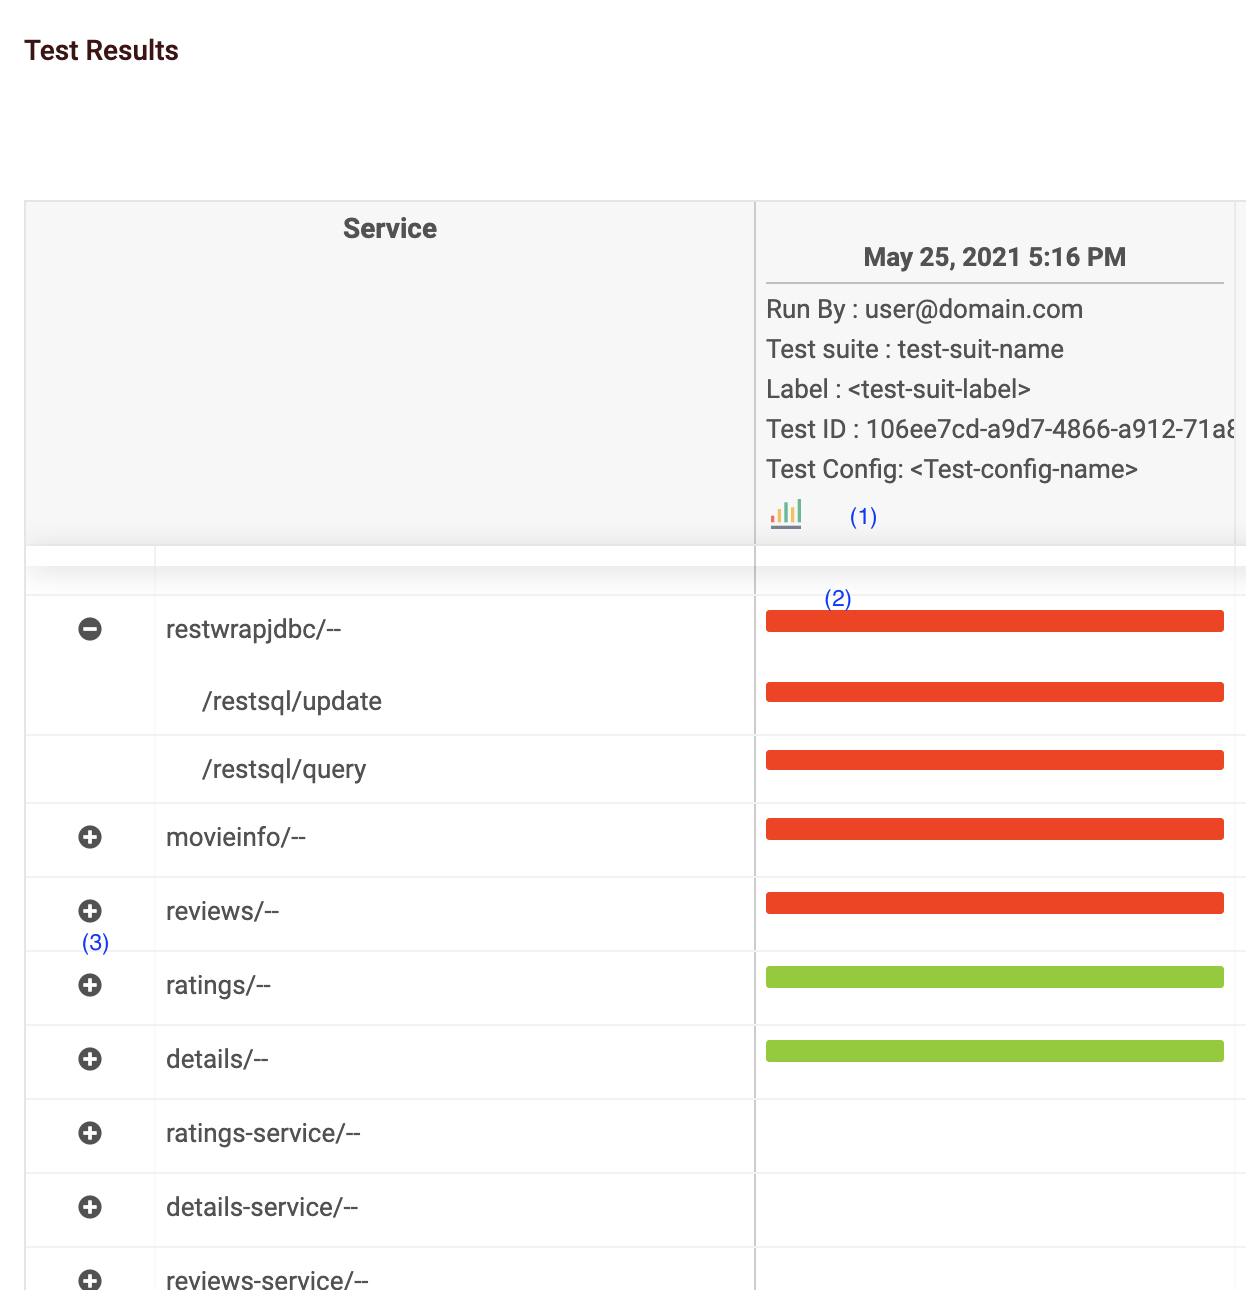 Test Results
Service
May 25, 2021 5:16 PM
Run By : user@domain.com
Test suite : test-suit-name
Label : <test-suit-label>
Test ID : 106ee7cd-a9d7-4866-a912-71a8
Test Config: <Test-config-name>
(1)
(2)
restwrapjdbc/--
/restsql/update
/restsql/query
movieinfo/--
reviews/--
(3)
ratings/--
details/--
ratings-service/--
details-service/--
reviews-service/--